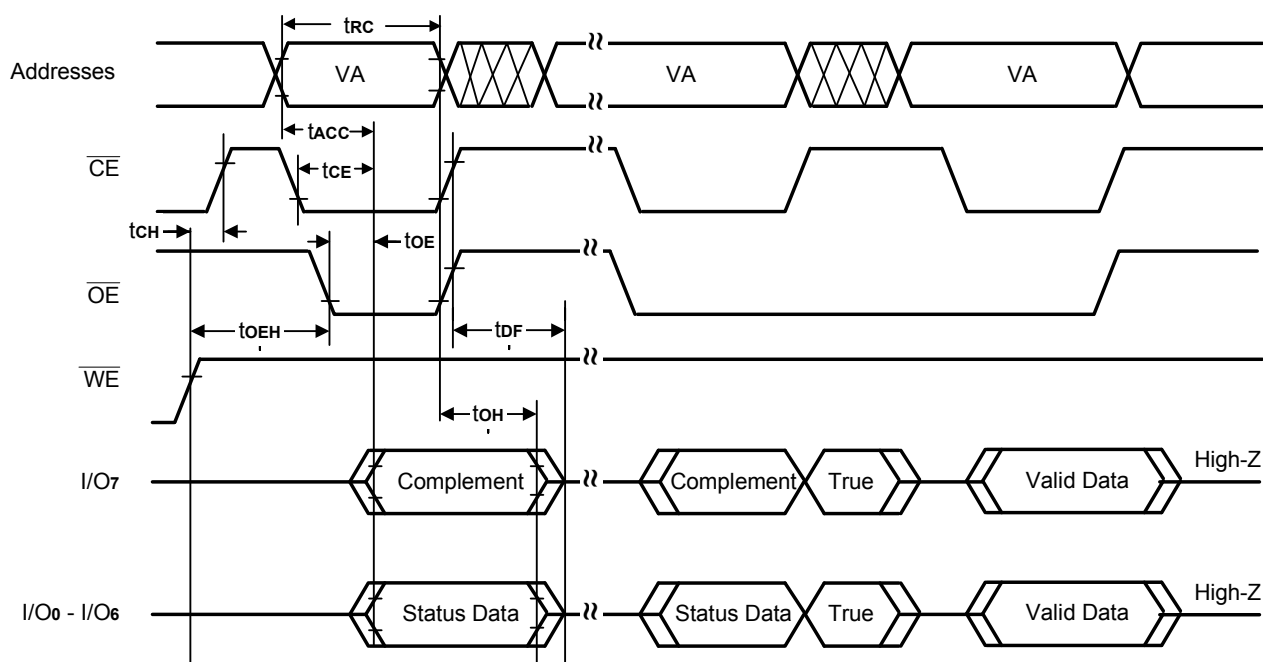 tRC
Addresses VA VA VA
tACC
CE tCE
tCH tOE
OE
tOEH tDF
WE
tOH
I/O7 Complement Complement True Valid Data High-Z
I/O0 - I/O6 Status Data Status Data True Valid Data High-Z